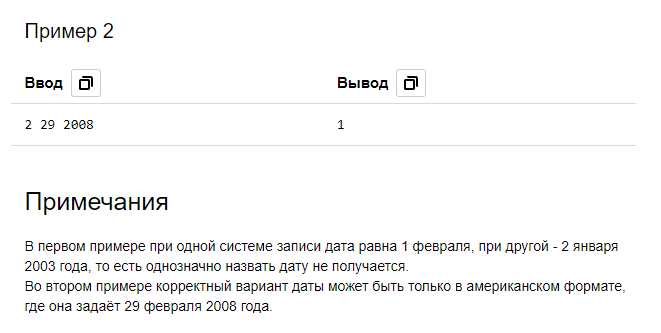 Пример 2
Ввод Вывод
2 29 2008 1
Примечания
В первом примере при одной системе записи дата равна 1 февраля, при другой - 2 января
2003 года, то есть однозначно назвать дату не получается.
Во втором примере корректный вариант даты может быть только в американском формате,
где она задаёт 29 февраля 2008 года.